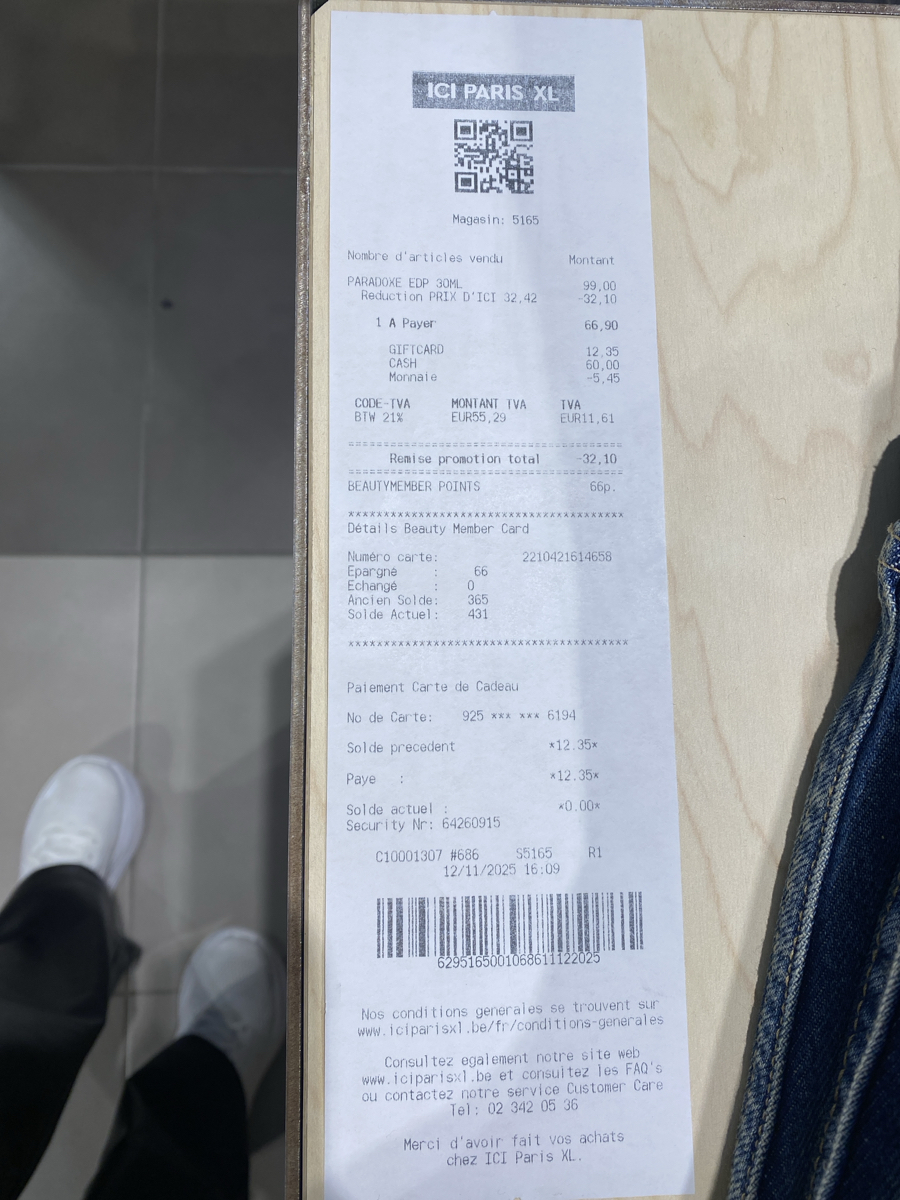 ICI PARIS XL
Magasin: 5165
Nombre d'articles vendu Montant
PARADOXE EDP 30ML 99,00
Reduction PRIX D'ICI 32,42 -32,10
1 A Payer 66,90
GIFTCARD 12,35
CASH 60,00
Monnaie -5,45
CODE-TVA MONTANT TVA TVA
BTW 21% EUR55,29 EUR11,61
==========================================
Remise promotion total -32,10
==========================================
BEAUTYMEMBER POINTS 66p.
****************************************
Détails Beauty Member Card
Numéro carte: 2210421614658
Epargné : 66
Echangé : 0
Ancien Solde: 365
Solde Actuel: 431
****************************************
Paiement Carte de Cadeau
No de Carte: 925 *** *** 6194
Solde precedent *12.35*
Paye : *12.35*
Solde actuel : *0.00*
Security Nr: 64260915
C10001307 #686 S5165 R1
12/11/2025 16:09
6295165001068611122025
Nos conditions generales se trouvent sur
www.iciparisxl.be/fr/conditions-generales
Consultez egalement notre site web
www.iciparisxl.be et consultez les FAQ's
ou contactez notre service Customer Care
Tel: 02 342 05 36
Merci d'avoir fait vos achats
chez ICI Paris XL.